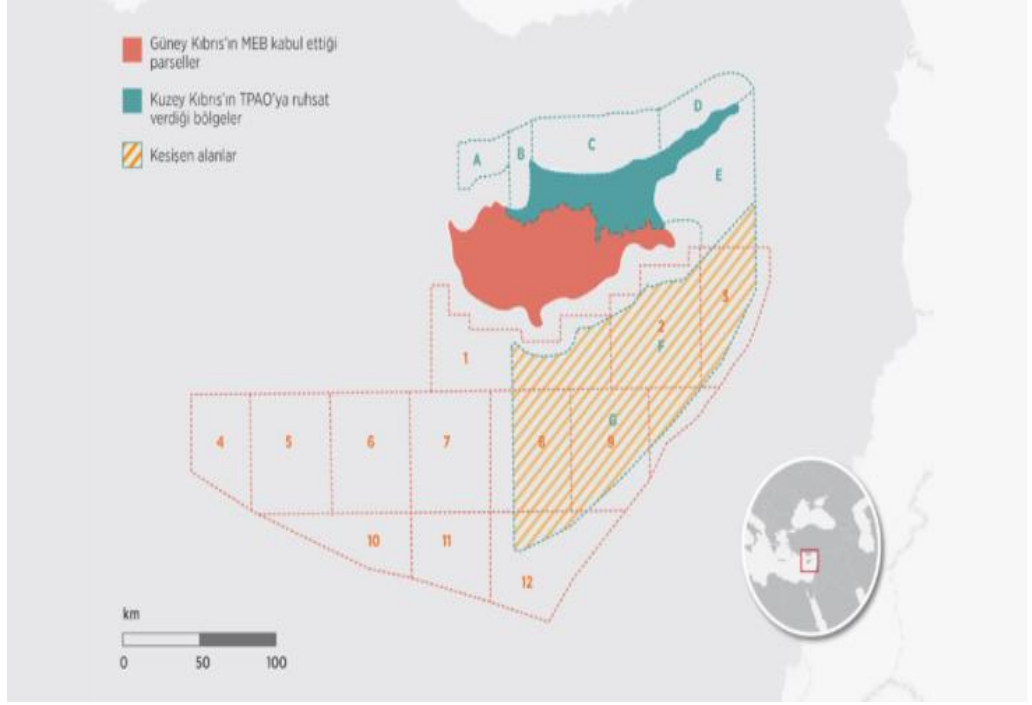 Güney Kıbrıs'ın MEB kabul ettiği
parseller
Kuzey Kıbrıs'ın TPAO'ya ruhsat
verdiği bölgeler
Kesişen alanlar
D
C
B
A
E
3
2
F
1
G
4
5
6
7
8
9
10
11
12
km
0
50
100